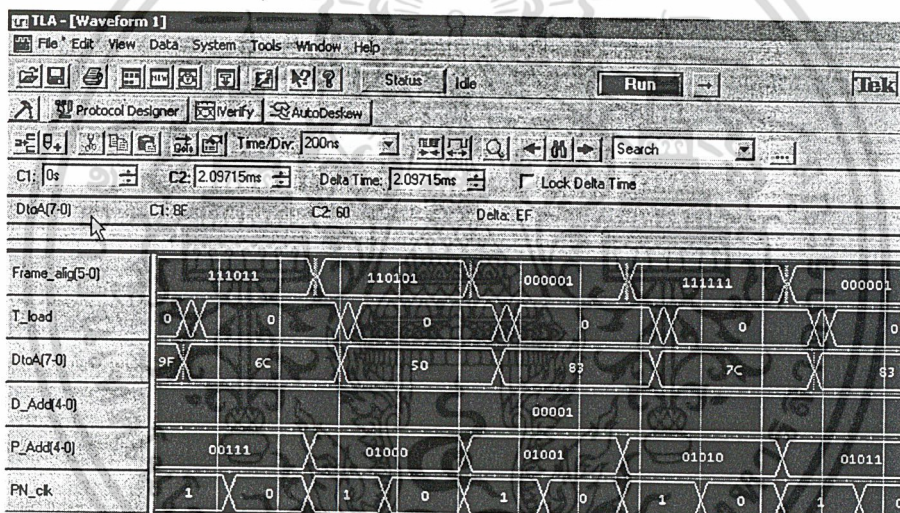 TLA - [Waveform 1]
File Edit View Data System Tools Window Help
Status Idle Run Tek
Protocol Designer iVerify AutoDeskew
Time/Div: 200ns Search ...
C1: 0s C2: 2.09715ms Delta Time: 2.09715ms Lock Delta Time
DtoA(7-0) C1: 8F C2: 60 Delta: EF
Frame_alig(5-0) 111011 110101 000001 111111 000001
T_load 0 0 0 0 0 0
DtoA(7-0) 9F 6C 50 83 7C 83
D_Add(4-0) 00001
P_Add(4-0) 00111 01000 01001 01010 01011
PN_clk 1 0 1 0 1 0 1 0 1 0